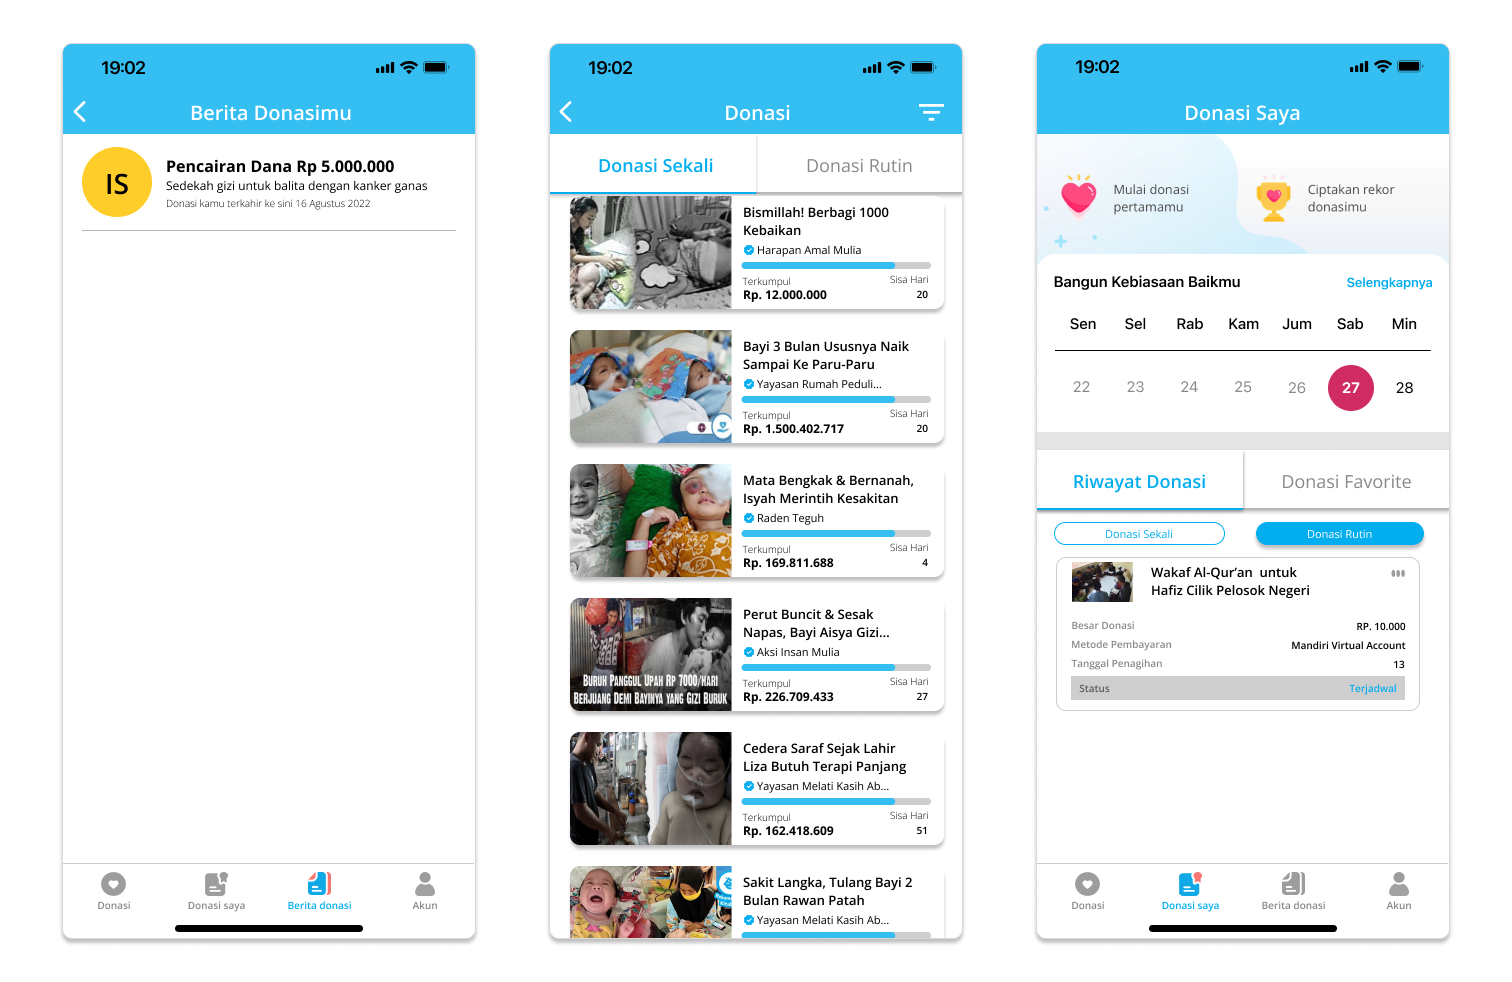 19:02
Berita Donasimu
IS
Pencairan Dana Rp 5.000.000
Sedekah gizi untuk balita dengan kanker ganas
Donasi kamu terkahir ke sini 16 Agustus 2022
Donasi
Donasi saya
Berita donasi
Akun
19:02
Donasi
Donasi Sekali
Donasi Rutin
Bismillah! Berbagi 1000
Kebaikan
Harapan Amal Mulia
Terkumpul
Sisa Hari
Rp. 12.000.000
20
Bayi 3 Bulan Ususnya Naik
Sampai Ke Paru-Paru
Yayasan Rumah Peduli...
Terkumpul
Sisa Hari
Rp. 1.500.402.717
20
Mata Bengkak & Bernanah,
Isyah Merintih Kesakitan
Raden Teguh
Terkumpul
Sisa Hari
Rp. 169.811.688
4
Buruh Panggul Upah Rp 7000/hari
Berjuang Demi Bayinya yang Gizi Buruk
Perut Buncit & Sesak
Napas, Bayi Aisya Gizi...
Aksi Insan Mulia
Terkumpul
Sisa Hari
Rp. 226.709.433
27
Cedera Saraf Sejak Lahir
Liza Butuh Terapi Panjang
Yayasan Melati Kasih Ab...
Terkumpul
Sisa Hari
Rp. 162.418.609
51
Sakit Langka, Tulang Bayi 2
Bulan Rawan Patah
Yayasan Melati Kasih Ab...
19:02
Donasi Saya
Mulai donasi
pertamamu
Ciptakan rekor
donasimu
Bangun Kebiasaan Baikmu
Selengkapnya
Sen Sel Rab Kam Jum Sab Min
22 23 24 25 26 27 28
Riwayat Donasi
Donasi Favorite
Donasi Sekali
Donasi Rutin
Wakaf Al-Qur’an  untuk
Hafiz Cilik Pelosok Negeri
Besar Donasi
RP. 10.000
Metode Pembayaran
Mandiri Virtual Account
Tanggal Penagihan
13
Status
Terjadwal
Donasi
Donasi saya
Berita donasi
Akun